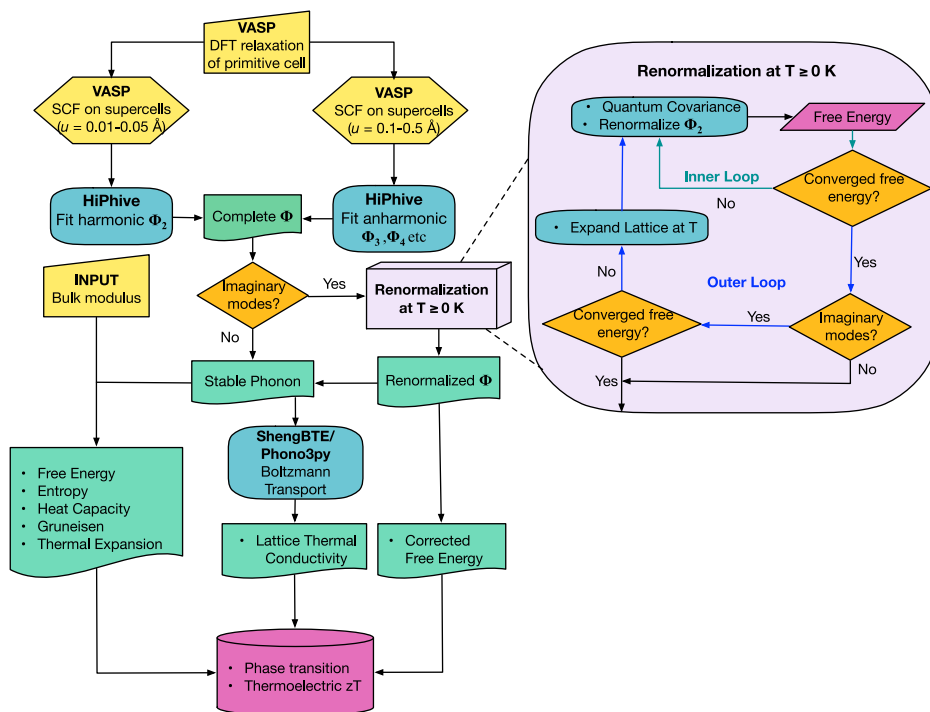 VASP
DFT relaxation
of primitive cell
VASP
SCF on supercells
(u = 0.01-0.05 Å)
VASP
SCF on supercells
(u = 0.1-0.5 Å)
HiPhive
Fit harmonic Φ₂
Complete Φ
HiPhive
Fit anharmonic
Φ₃ ,Φ₄ etc
INPUT
Bulk modulus
Imaginary
modes?
Yes
No
Renormalization
at T ≥ 0 K
Stable Phonon
Renormalized Φ
ShengBTE/
Phono3py
Boltzmann
Transport
• Free Energy
• Entropy
• Heat Capacity
• Gruneisen
• Thermal Expansion
• Lattice Thermal
Conductivity
• Corrected
Free Energy
• Phase transition
• Thermoelectric zT
Renormalization at T ≥ 0 K
• Quantum Covariance
• Renormalize Φ₂
Free Energy
Inner Loop
No
Converged free
energy?
• Expand Lattice at T
Yes
No
Outer Loop
Converged free
energy?
Yes
Imaginary
modes?
Yes
No